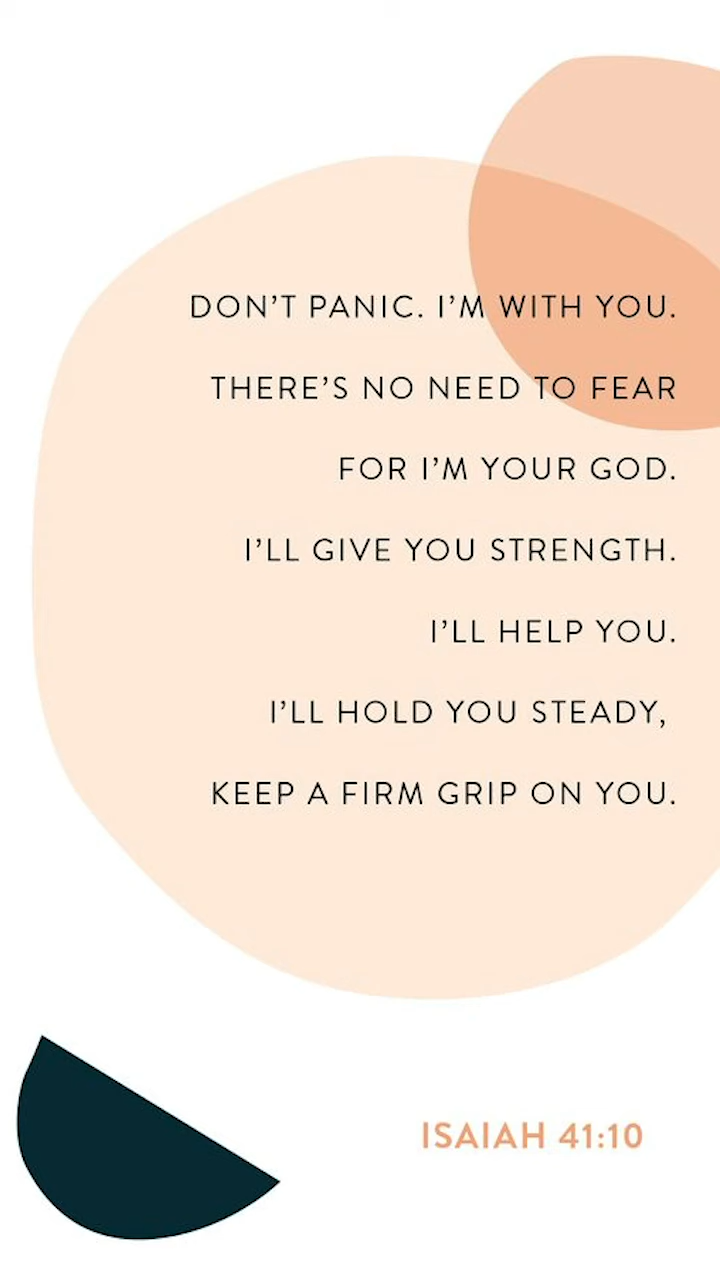 DON’T PANIC. I’M WITH YOU.
THERE’S NO NEED TO FEAR
FOR I’M YOUR GOD.
I’LL GIVE YOU STRENGTH.
I’LL HELP YOU.
I’LL HOLD YOU STEADY,
KEEP A FIRM GRIP ON YOU.
ISAIAH 41:10